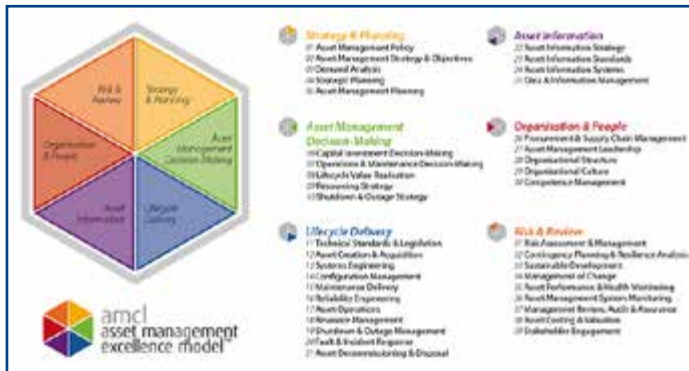 Risk &
Review
Strategy
& Planning
Organisation
& People
Asset
Management
Decision-Making
Asset
Information
Lifecycle
Delivery
amcl
asset management
excellence model™
Strategy & Planning
01 Asset Management Policy
02 Asset Management Strategy & Objectives
03 Demand Analysis
04 Strategic Planning
05 Asset Management Planning
Asset Management
Decision-Making
06 Capital Investment Decision-Making
07 Operations & Maintenance Decision-Making
08 Lifecycle Value Realisation
09 Resourcing Strategy
10 Shutdown & Outage Strategy
Lifecycle Delivery
11 Technical Standards & Legislation
12 Asset Creation & Acquisition
13 Systems Engineering
14 Configuration Management
15 Maintenance Delivery
16 Reliability Engineering
17 Asset Operations
18 Resource Management
19 Shutdown & Outage Management
20 Fault & Incident Response
21 Asset Decommissioning & Disposal
Asset Information
22 Asset Information Strategy
23 Asset Information Standards
24 Asset Information Systems
25 Data & Information Management
Organisation & People
26 Procurement & Supply Chain Management
27 Asset Management Leadership
28 Organisational Structure
29 Organisational Culture
30 Competence Management
Risk & Review
31 Risk Assessment & Management
32 Contingency Planning & Resilience Analysis
33 Sustainable Development
34 Management of Change
35 Asset Performance & Health Monitoring
36 Asset Management System Monitoring
37 Management Review, Audit & Assurance
38 Asset Costing & Valuation
39 Stakeholder Engagement